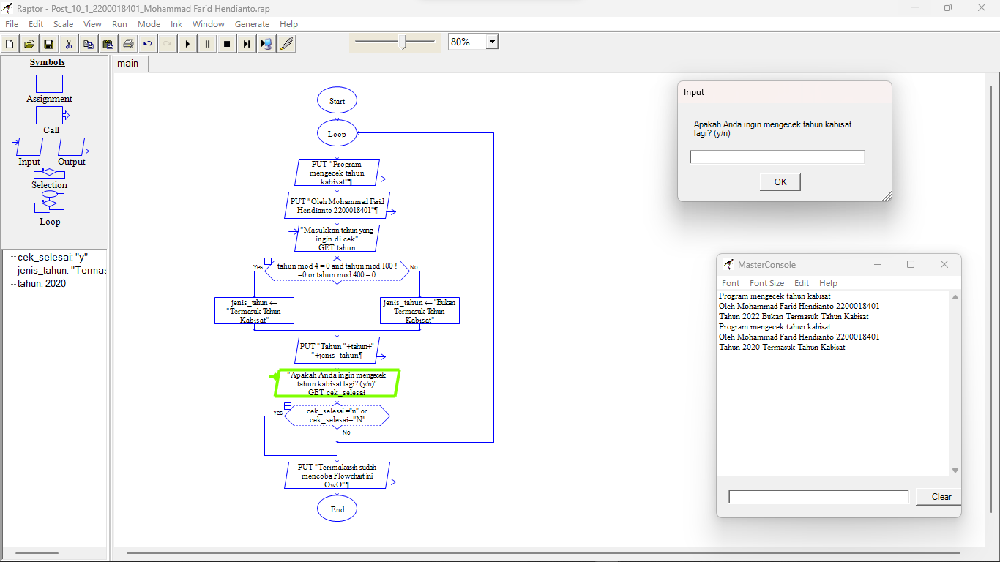 Raptor - Post_10_1_2200018401_Mohammad Farid Hendianto.rap
File Edit Scale View Run Mode Ink Window Generate Help
80%
Symbols
Assignment
Call
Input Output
Selection
Loop
cek_selesai: "y"
jenis_tahun: "Termas
tahun: 2020
main
Start
Loop
PUT "Program
mengecek tahun
kabisat"¶
PUT "Oleh Mohammad Farid
Hendianto 2200018401"¶
"Masukkan tahun yang
ingin di cek"
GET tahun
Yes
tahun mod 4 = 0 and tahun mod 100 !
=0 or tahun mod 400 = 0
No
jenis_tahun ←
"Termasuk Tahun
Kabisat"
jenis_tahun ← "Bukan
Termasuk Tahun
Kabisat"
PUT "Tahun "+tahun+"
"+jenis_tahun¶
"Apakah Anda ingin mengecek
tahun kabisat lagi? (y/n)"
GET cek_selesai
Yes
cek_selesai ="n" or
cek_selesai="N"
No
PUT "Terimakasih sudah
mencoba Flowchart ini
OwO"¶
End
Input
Apakah Anda ingin mengecek tahun kabisat
lagi? (y/n)
OK
MasterConsole
Font Font Size Edit Help
Program mengecek tahun kabisat
Oleh Mohammad Farid Hendianto 2200018401
Tahun 2022 Bukan Termasuk Tahun Kabisat
Program mengecek tahun kabisat
Oleh Mohammad Farid Hendianto 2200018401
Tahun 2020 Termasuk Tahun Kabisat
Clear